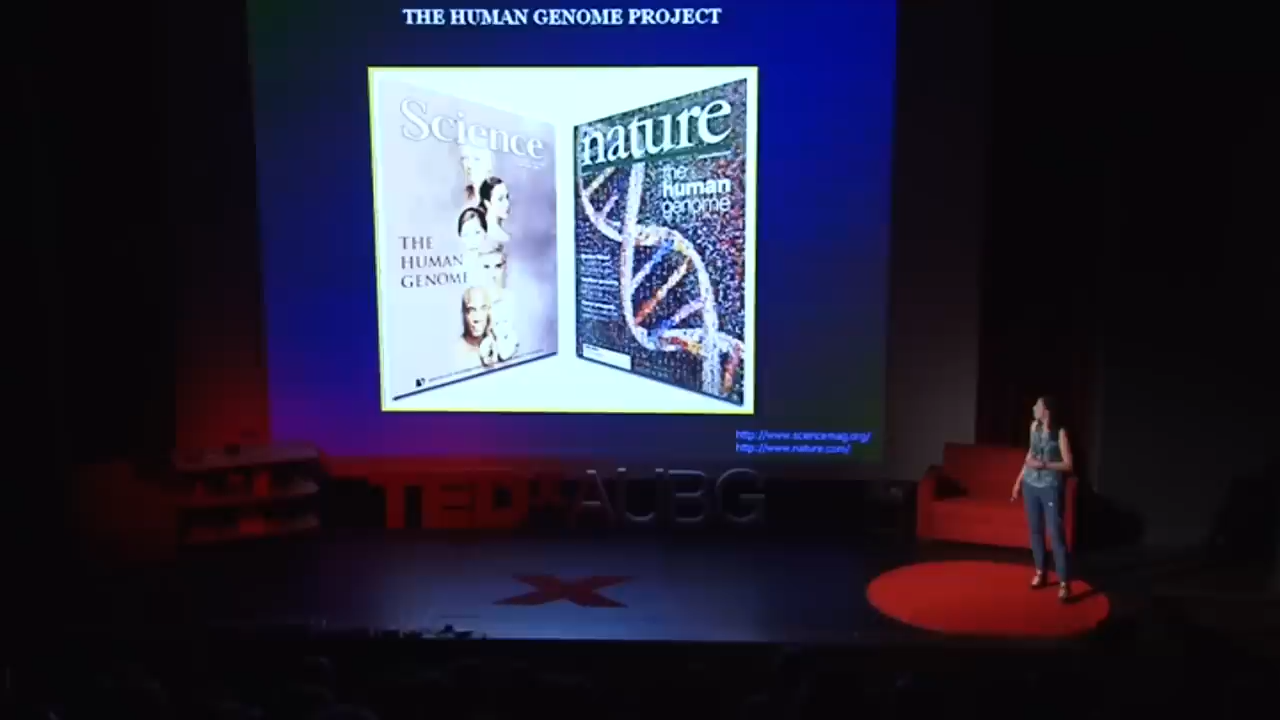 THE HUMAN GENOME PROJECT
Science
THE
HUMAN
GENOME
nature
the
human
genome
http://www.sciencemag.org/
http://www.nature.com/
TEDxAUBG
X